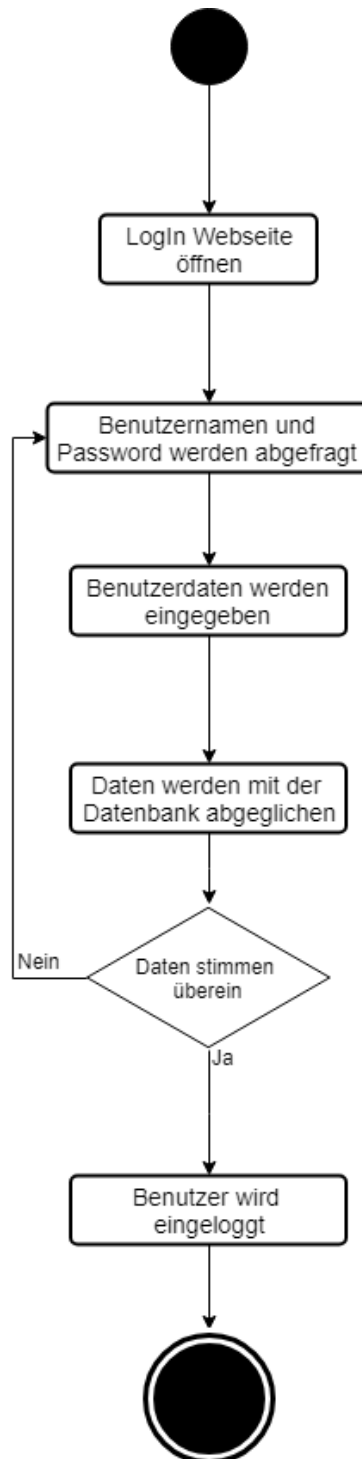 LogIn Webseite
öffnen
Benutzernamen und
Password werden abgefragt
Benutzerdaten werden
eingegeben
Daten werden mit der
Datenbank abgeglichen
Nein
Daten stimmen
überein
Ja
Benutzer wird
eingeloggt